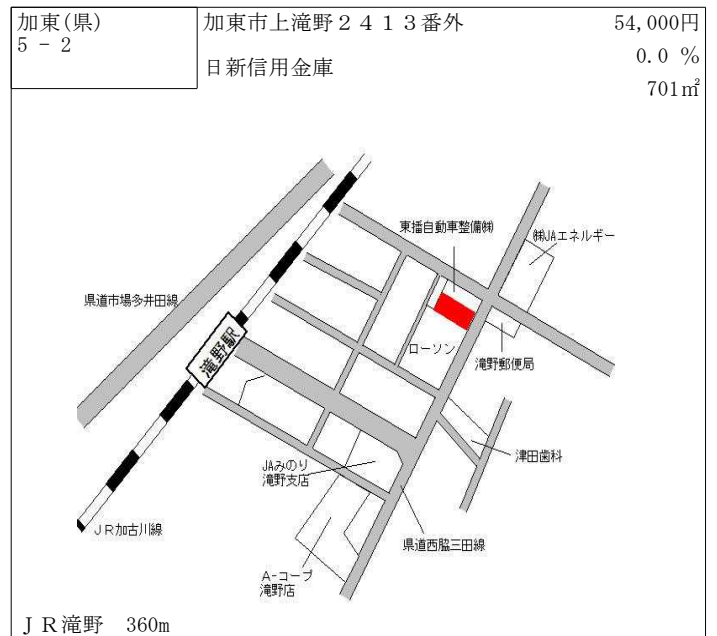 加東(県)
5 - 2
加東市上滝野２４１３番外
日新信用金庫
54,000円
0.0 %
701㎡
東播自動車整備㈱
㈱JAエネルギー
県道市場多井田線
滝野駅
ローソン
滝野郵便局
JAみのり
滝野支店
津田歯科
ＪＲ加古川線
県道西脇三田線
A-コープ
滝野店
ＪＲ滝野　360m